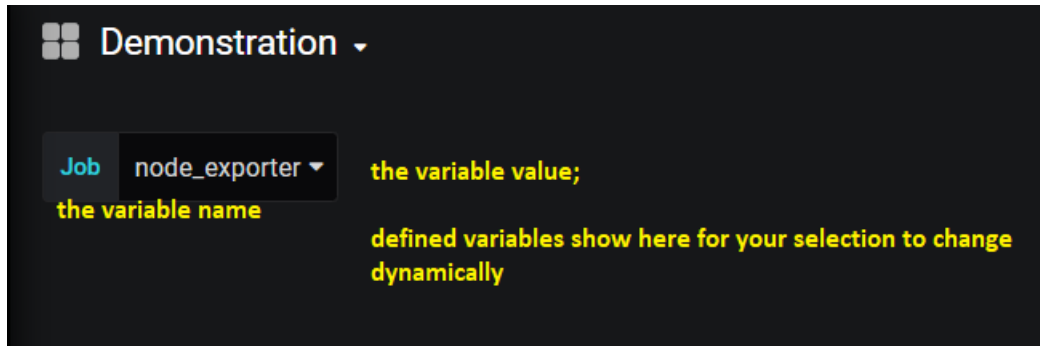 Demonstration
Job node_exporter
the variable value;
the variable name
defined variables show here for your selection to change
dynamically